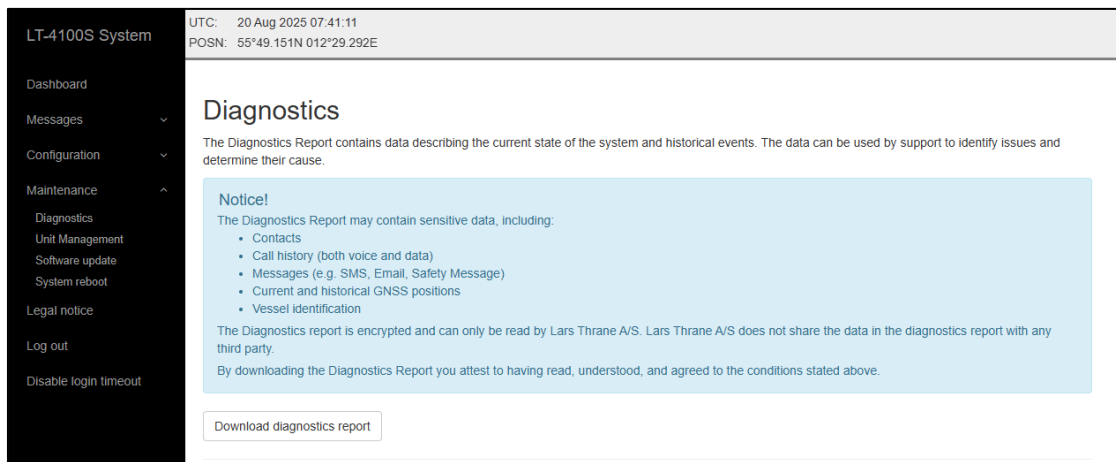 LT-4100S System
Dashboard
Messages
Configuration
Maintenance
Diagnostics
Unit Management
Software update
System reboot
Legal notice
Log out
Disable login timeout
UTC: 20 Aug 2025 07:41:11
POSN: 55°49.151N 012°29.292E
Diagnostics
The Diagnostics Report contains data describing the current state of the system and historical events. The data can be used by support to identify issues and
determine their cause.
Notice!
The Diagnostics Report may contain sensitive data, including:
• Contacts
• Call history (both voice and data)
• Messages (e.g. SMS, Email, Safety Message)
• Current and historical GNSS positions
• Vessel identification
The Diagnostics report is encrypted and can only be read by Lars Thrane A/S. Lars Thrane A/S does not share the data in the diagnostics report with any
third party.
By downloading the Diagnostics Report you attest to having read, understood, and agreed to the conditions stated above.
Download diagnostics report